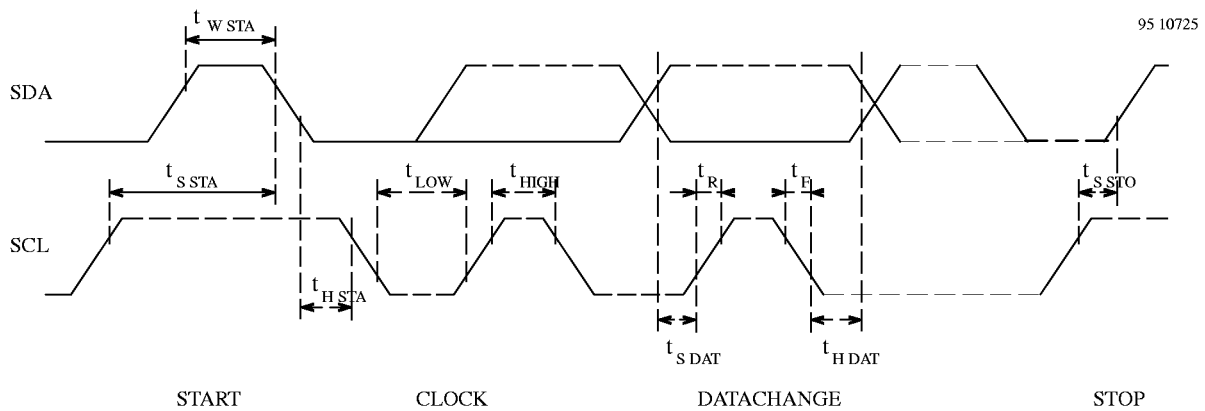 t W STA
95 10725
SDA
t S STA
t LOW
t HIGH
t R
t F
t S STO
SCL
t H STA
t S DAT
t H DAT
START CLOCK DATACHANGE STOP